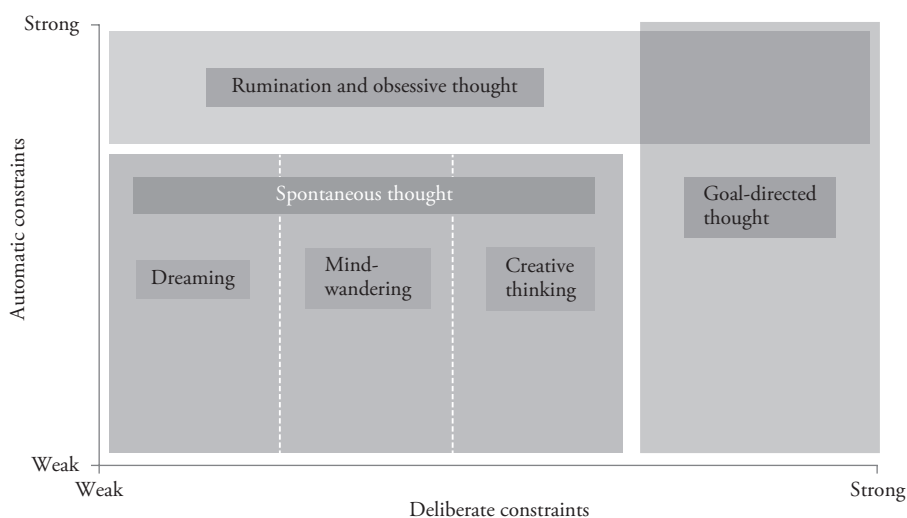 Strong
Automatic constraints
Rumination and obsessive thought
Spontaneous thought
Goal-directed
thought
Dreaming
Mind-
wandering
Creative
thinking
Weak
Weak
Strong
Deliberate constraints